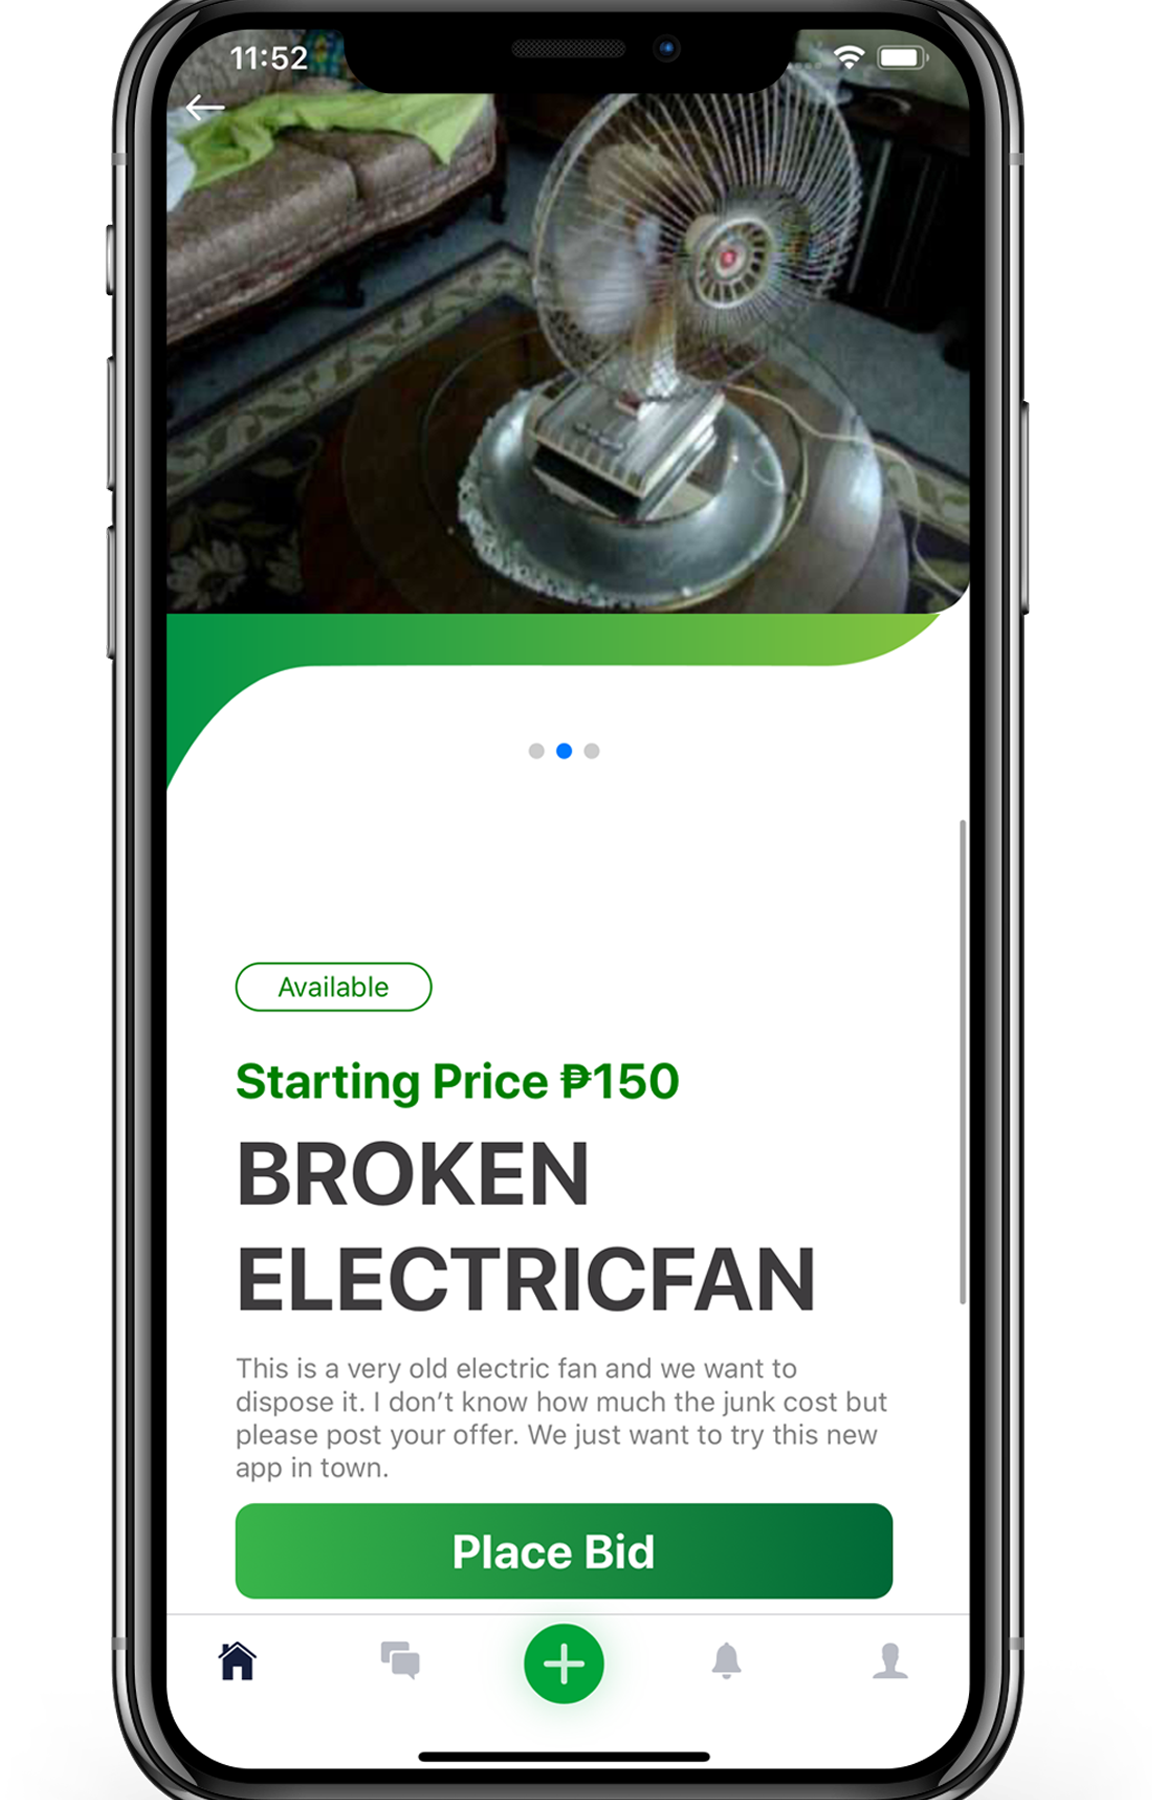 11:52
Available
Starting Price ₱150
BROKEN
ELECTRICFAN
This is a very old electric fan and we want to
dispose it. I don’t know how much the junk cost but
please post your offer. We just want to try this new
app in town.
Place Bid